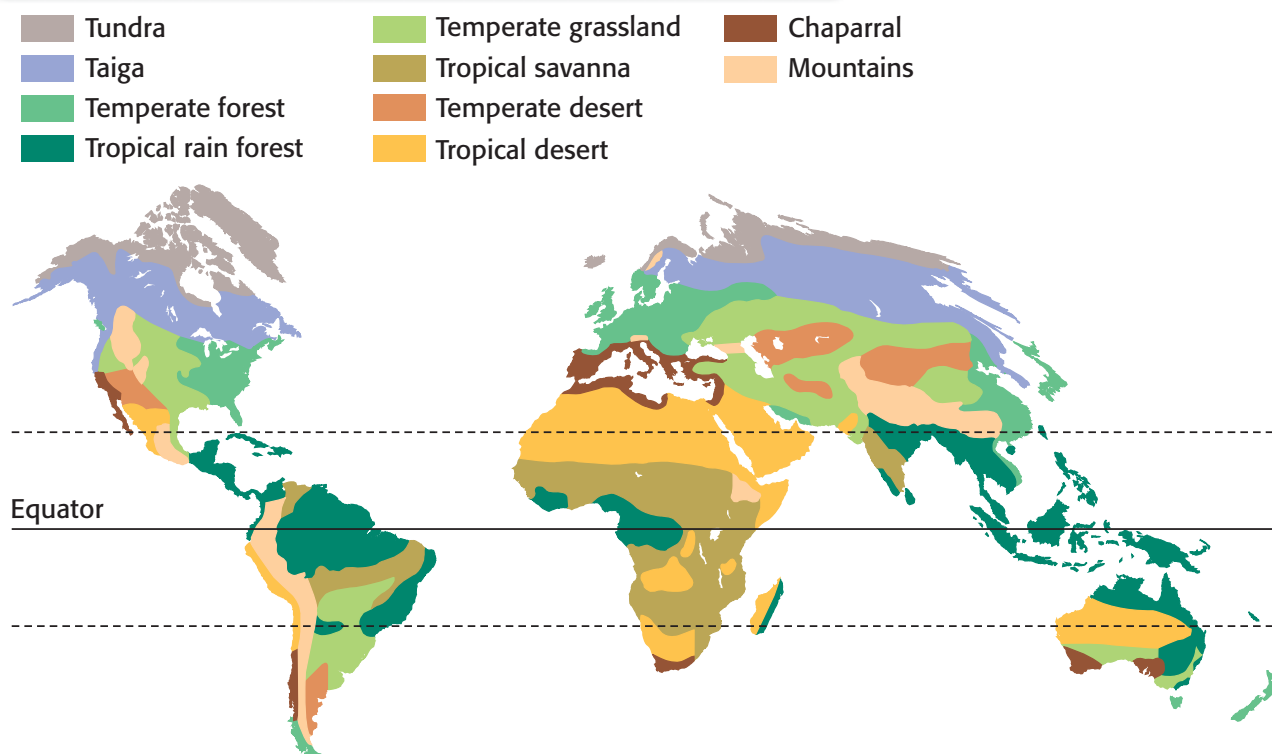 Tundra
Taiga
Temperate forest
Tropical rain forest
Temperate grassland
Tropical savanna
Temperate desert
Tropical desert
Chaparral
Mountains
Equator